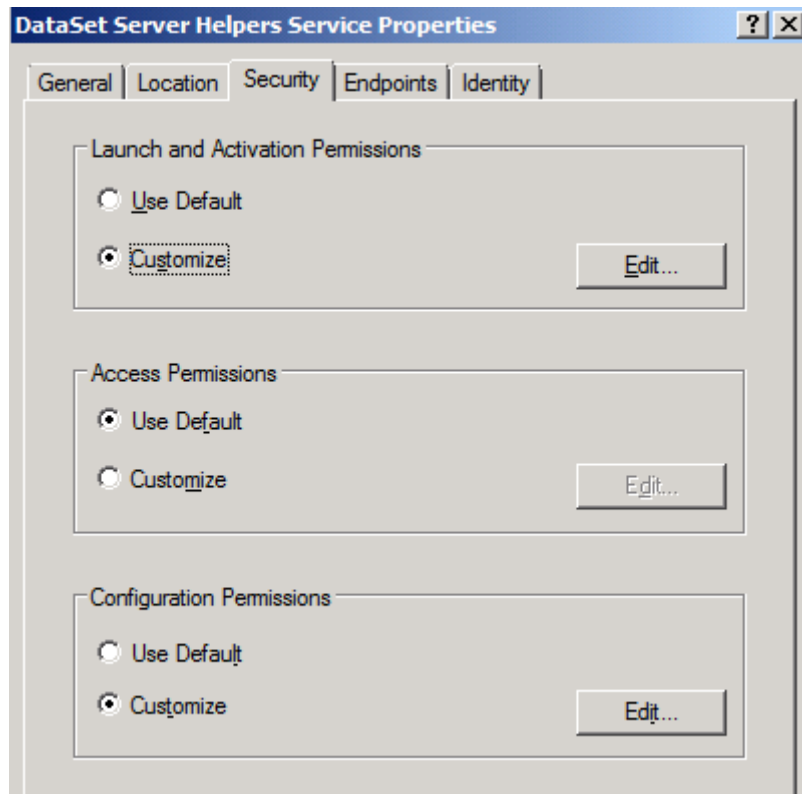 DataSet Server Helpers Service Properties
General Location Security Endpoints Identity
Launch and Activation Permissions
Use Default
Customize Edit...
Access Permissions
Use Default
Customize Edit...
Configuration Permissions
Use Default
Customize Edit...